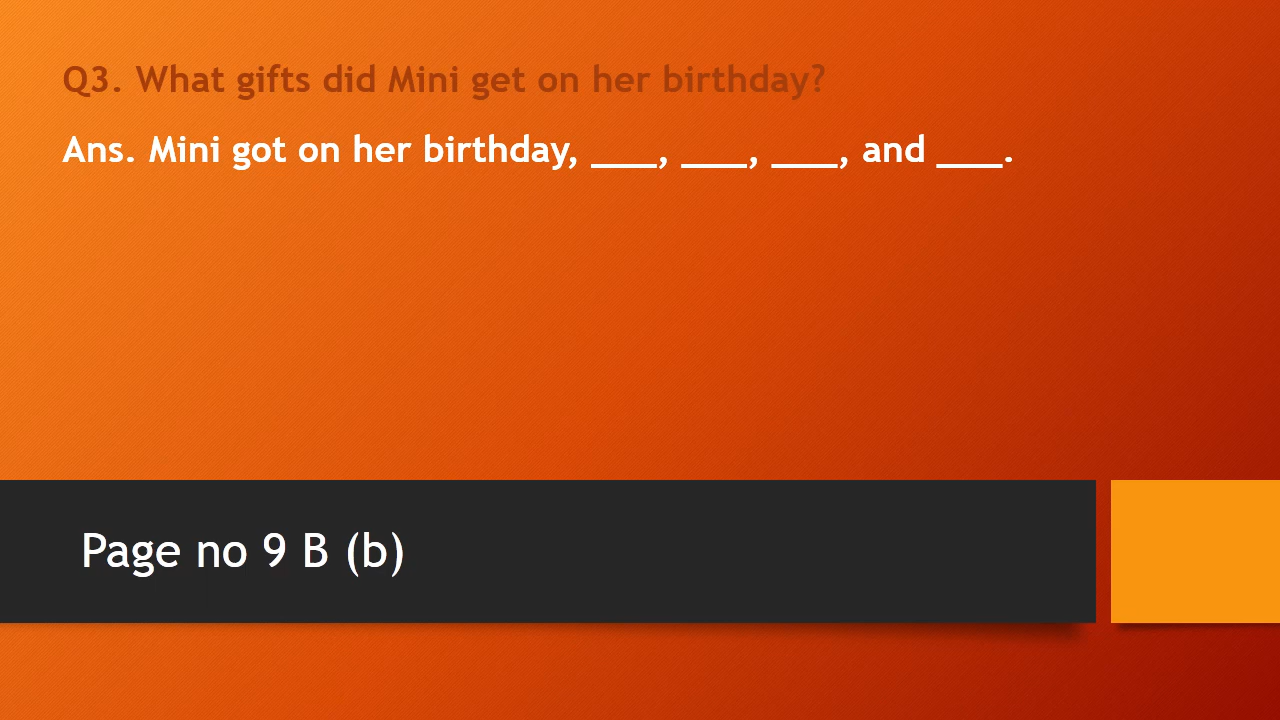 Q3. What gifts did Mini get on her birthday?
Ans. Mini got on her birthday, ___, ___, ___, and ___.
Page no 9 B (b)